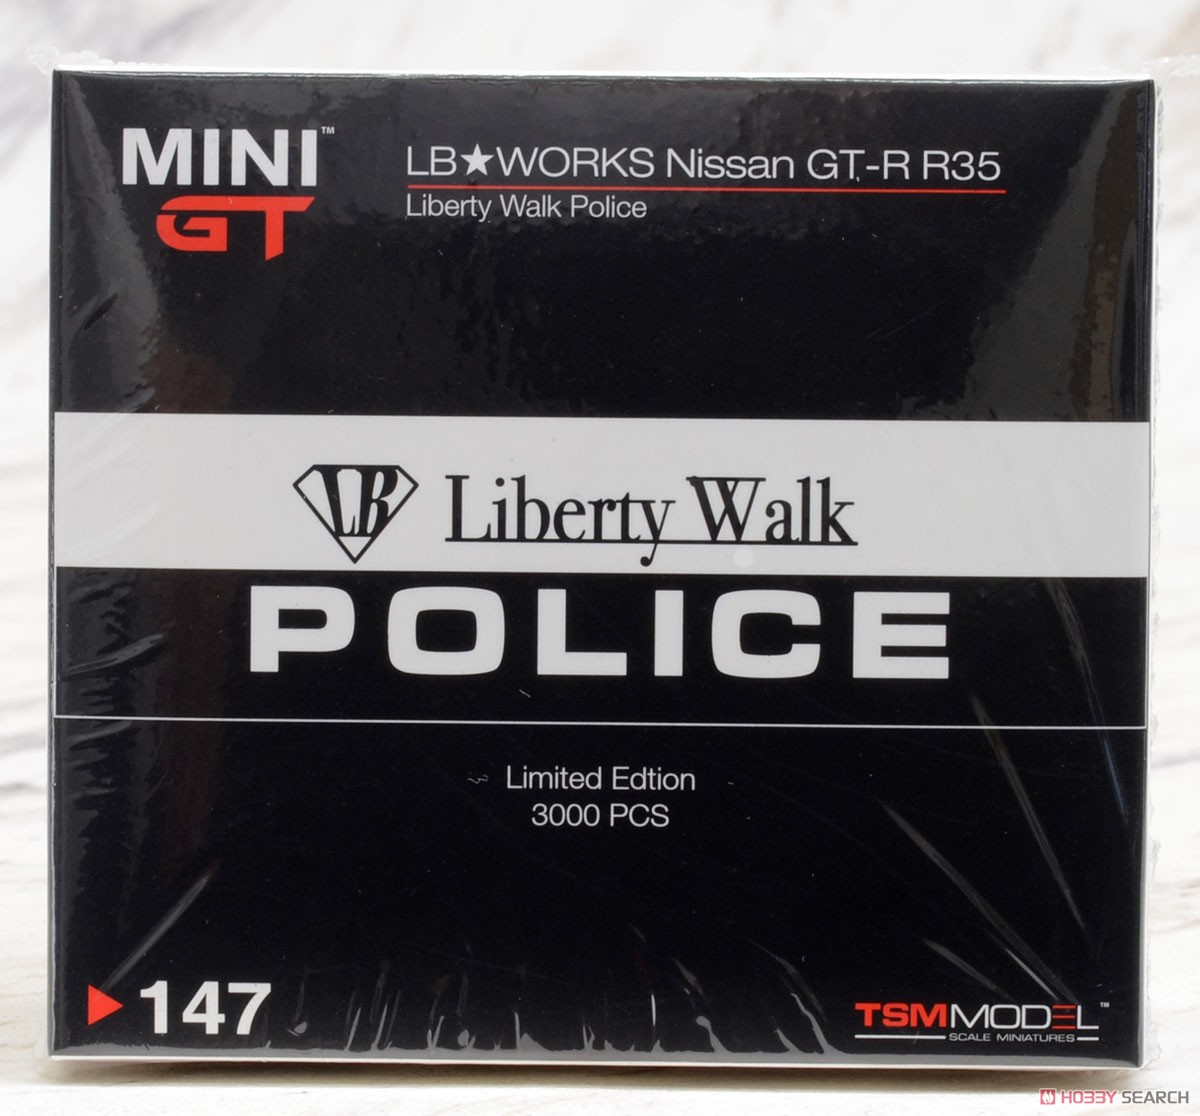 MINI™
GT
LB★WORKS Nissan GT-R R35
Liberty Walk Police
LB Liberty Walk
POLICE
Limited Edtion
3000 PCS
147
TSMMODEL™
SCALE MINIATURES
HOBBY SEARCH